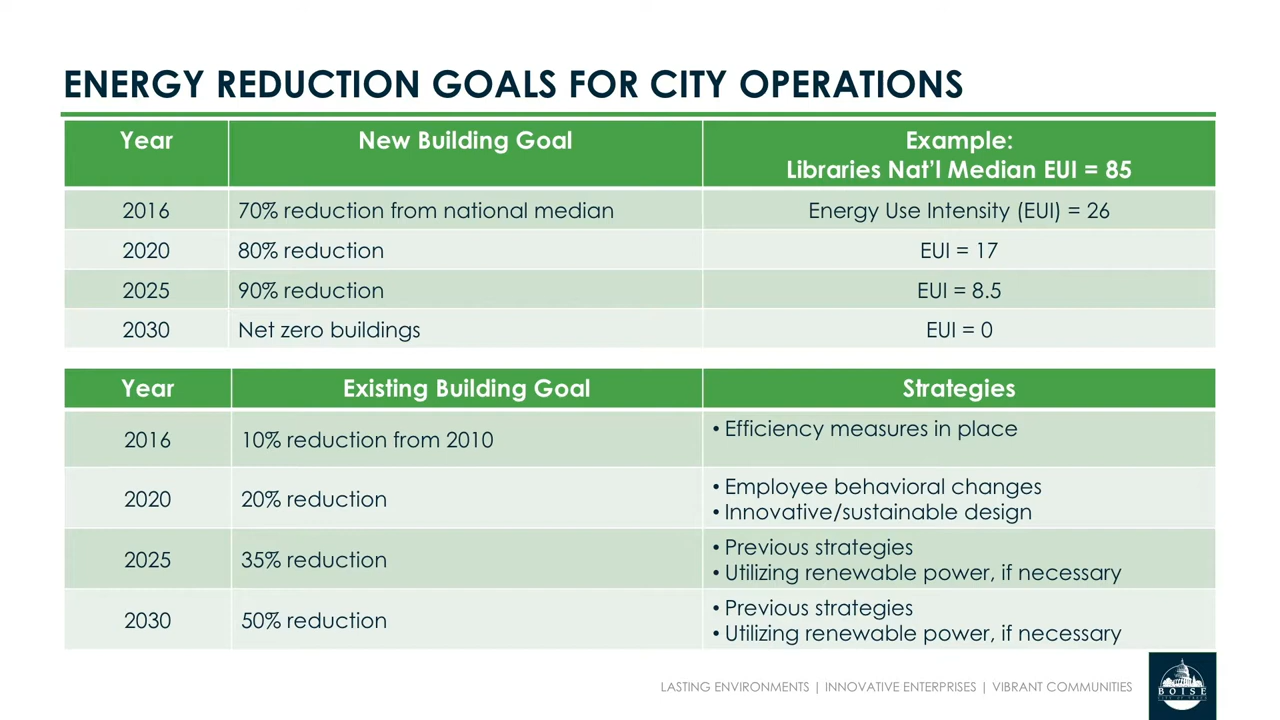 ENERGY REDUCTION GOALS FOR CITY OPERATIONS
Year New Building Goal Example:
Libraries Nat’l Median EUI = 85
2016 70% reduction from national median Energy Use Intensity (EUI) = 26
2020 80% reduction EUI = 17
2025 90% reduction EUI = 8.5
2030 Net zero buildings EUI = 0
Year Existing Building Goal Strategies
2016 10% reduction from 2010 • Efficiency measures in place
2020 20% reduction • Employee behavioral changes
• Innovative/sustainable design
2025 35% reduction • Previous strategies
• Utilizing renewable power, if necessary
2030 50% reduction • Previous strategies
• Utilizing renewable power, if necessary
LASTING ENVIRONMENTS | INNOVATIVE ENTERPRISES | VIBRANT COMMUNITIES
BOISE